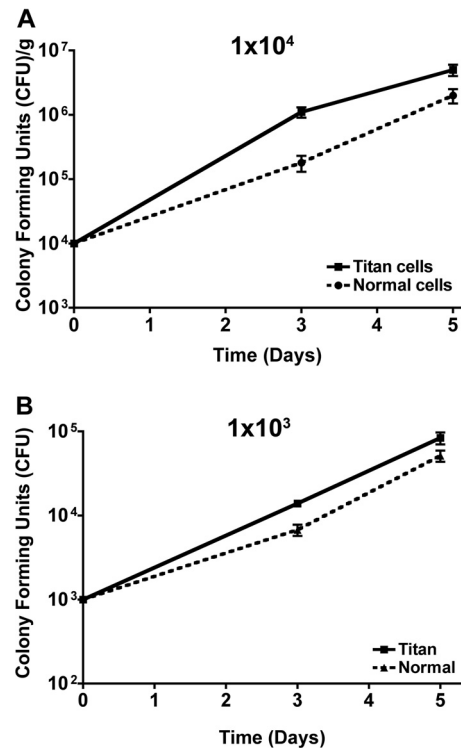 A
1x10⁴
Colony Forming Units (CFU)/g
10⁷
10⁶
10⁵
10⁴
10³
Titan cells
Normal cells
0 1 2 3 4 5
Time (Days)
B
1x10³
Colony Forming Units (CFU)
10⁵
10⁴
10³
10²
Titan
Normal
0 1 2 3 4 5
Time (Days)